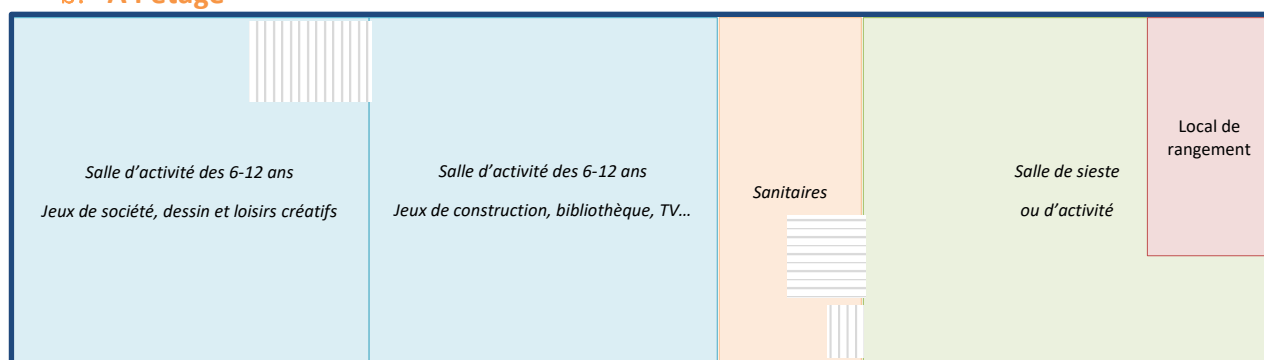 b. A l'étage
Salle d'activité des 6-12 ans
Jeux de société, dessin et loisirs créatifs
Salle d'activité des 6-12 ans
Jeux de construction, bibliothèque, TV…
Sanitaires
Salle de sieste
ou d'activité
Local de
rangement